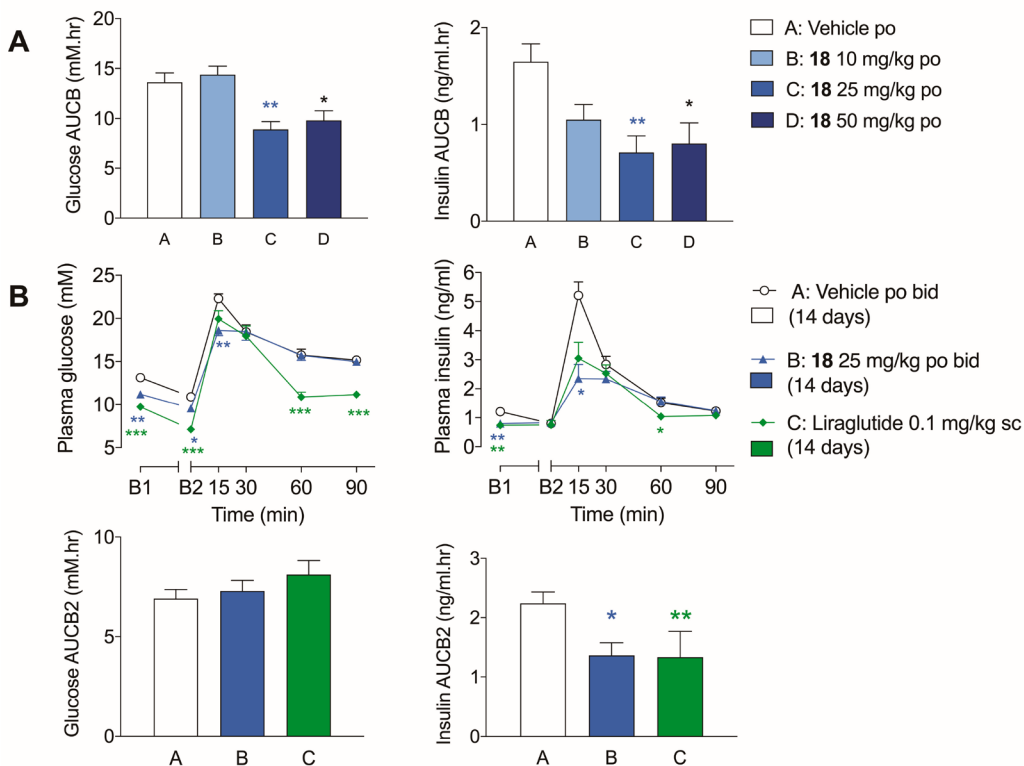 A
Glucose AUCB (mM.hr)
20
15
10
5
0
**
*
A B C D
Insulin AUCB (ng/ml.hr)
2
1
0
**
*
A B C D
A: Vehicle po
B: 18 10 mg/kg po
C: 18 25 mg/kg po
D: 18 50 mg/kg po
B
Plasma glucose (mM)
25
20
15
10
5
**
***
*
***
**
***
***
B1 B2 15 30 60 90
Time (min)
Plasma insulin (ng/ml)
6
5
4
3
2
1
0
**
**
*
*
B1 B2 15 30 60 90
Time (min)
A: Vehicle po bid
(14 days)
B: 18 25 mg/kg po bid
(14 days)
C: Liraglutide 0.1 mg/kg sc
(14 days)
Glucose AUCB2 (mM.hr)
10
5
0
A B C
Insulin AUCB2 (ng/ml.hr)
3
2
1
0
*
**
A B C